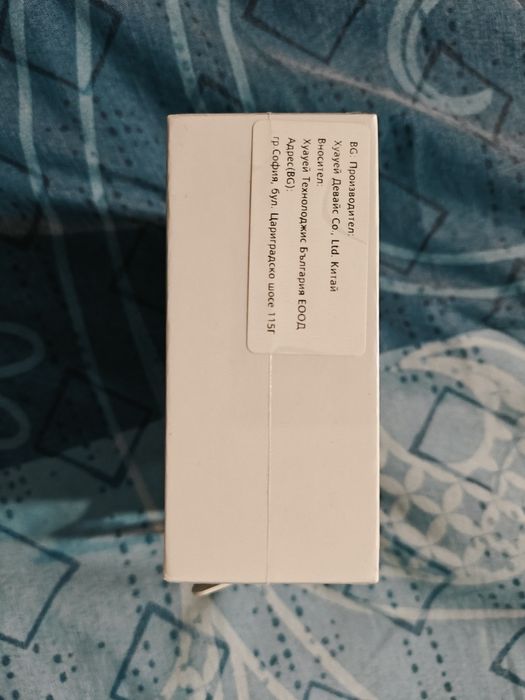 BG. Производител:
Хуауей Девайс Co., Ltd. Китай
Вносител:
Хуауей Технолоджис България ЕООД
Адрес(BG):
гр.София, бул. Цариградско шосе 115Г